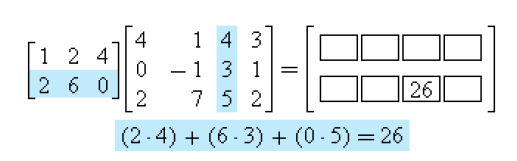 [1 2 4; 2 6 0] [4 1 4 3; 0 -1 3 1; 2 7 5 2] = [□ □ □ □; □ □ 26 □]
(2 · 4) + (6 · 3) + (0 · 5) = 26